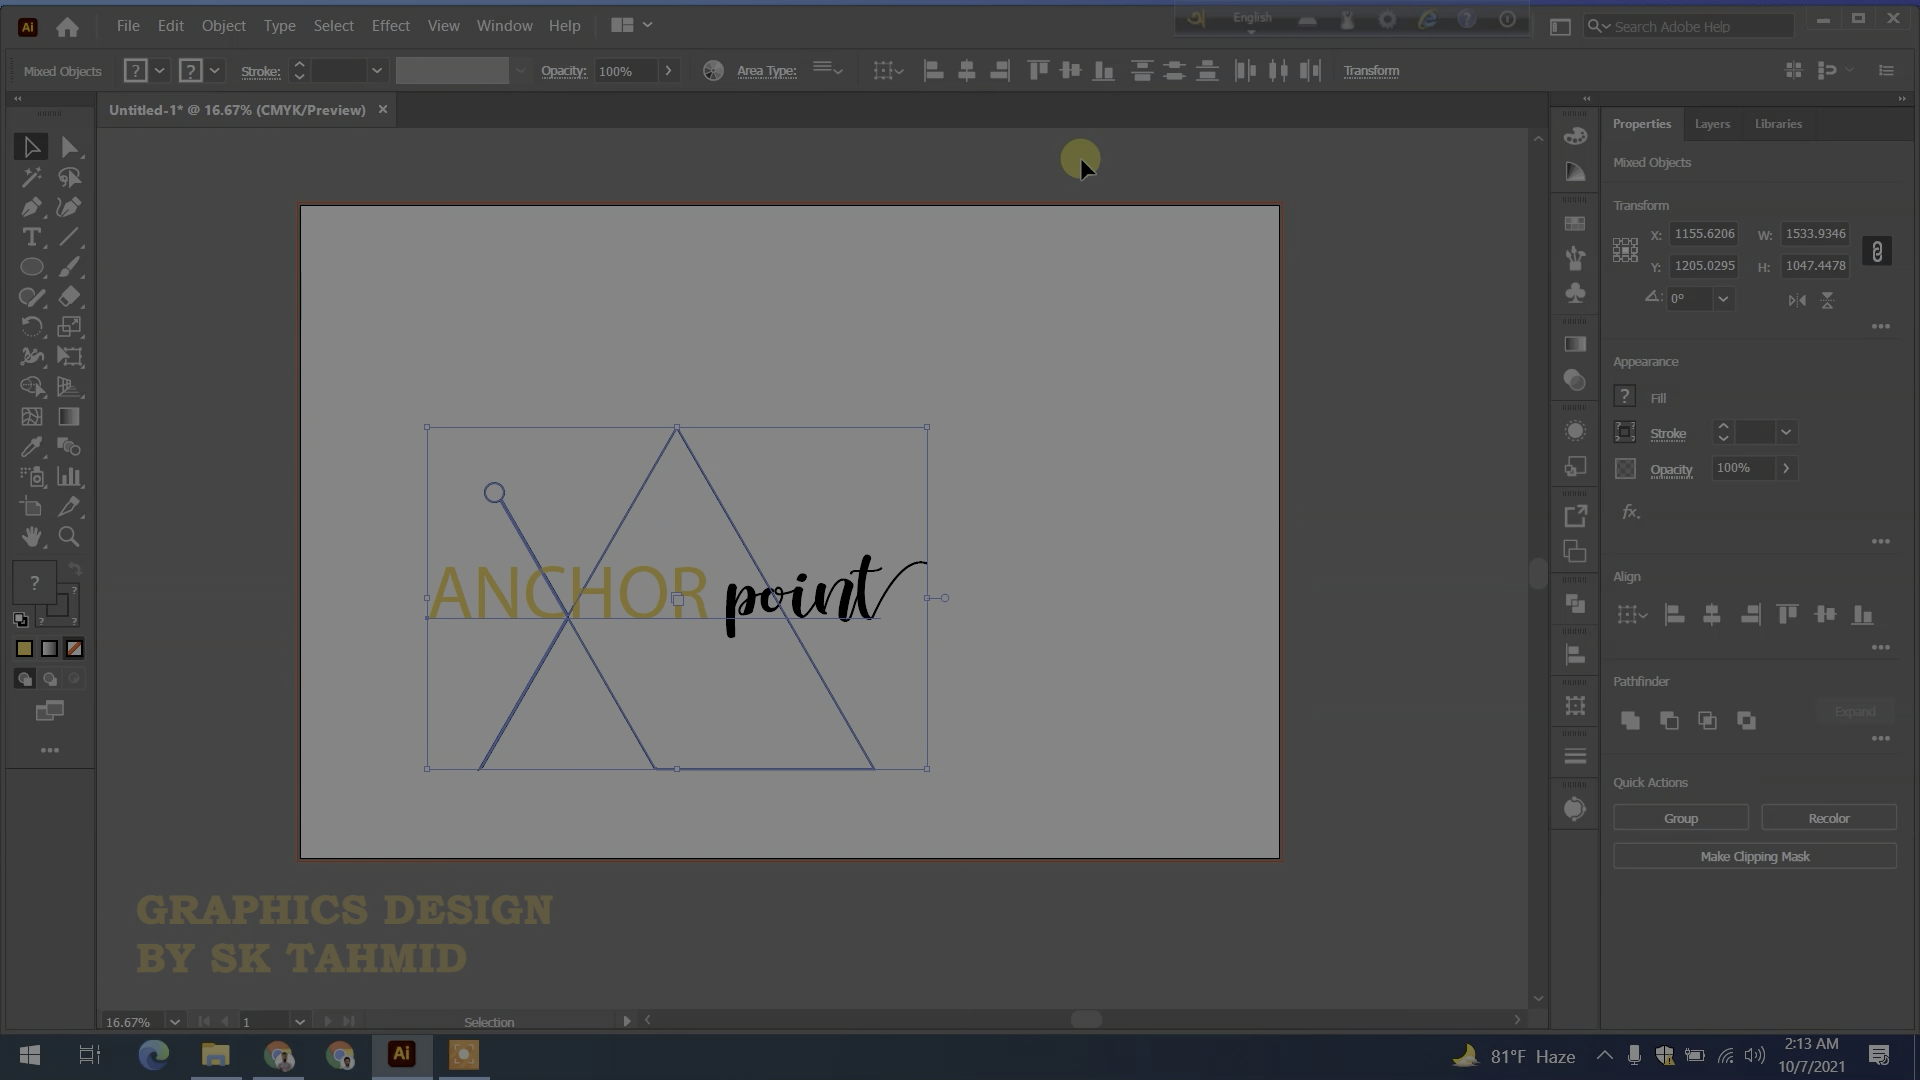 Ai File Edit Object Type Select Effect View Window Help English Search Adobe Help
Mixed Objects ? ? Stroke: Opacity: 100% Area Type: Transform
Untitled-1* @ 16.67% (CMYK/Preview) ×
Properties Layers Libraries
Mixed Objects
Transform
X: 1155.6206 W: 1533.9346
Y: 1205.0295 H: 1047.4478
0°
Appearance
? Fill
Stroke
Opacity 100%
fx.
Align
Pathfinder
Expand
Quick Actions
Group Recolor
Make Clipping Mask
ANCHOR point
GRAPHICS DESIGN
BY SK TAHMID
16.67% 1 Selection
Ai 81°F Haze 2:13 AM
10/7/2021